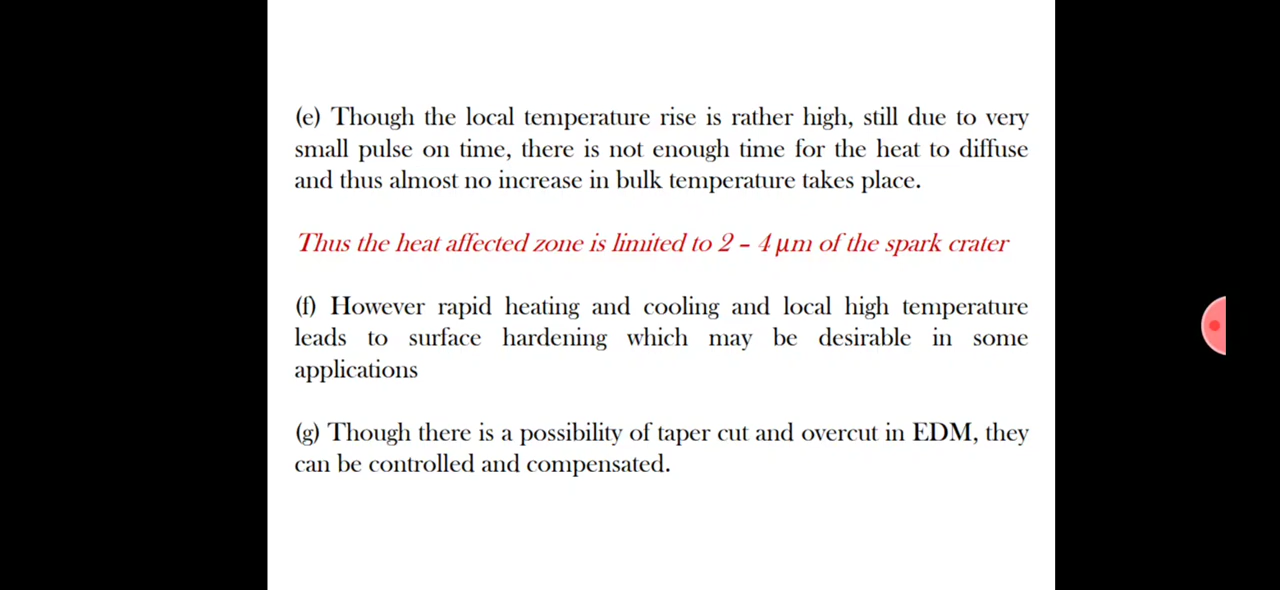 (e) Though the local temperature rise is rather high, still due to very
small pulse on time, there is not enough time for the heat to diffuse
and thus almost no increase in bulk temperature takes place.
Thus the heat affected zone is limited to 2 – 4 μm of the spark crater
(f) However rapid heating and cooling and local high temperature
leads to surface hardening which may be desirable in some
applications
(g) Though there is a possibility of taper cut and overcut in EDM, they
can be controlled and compensated.